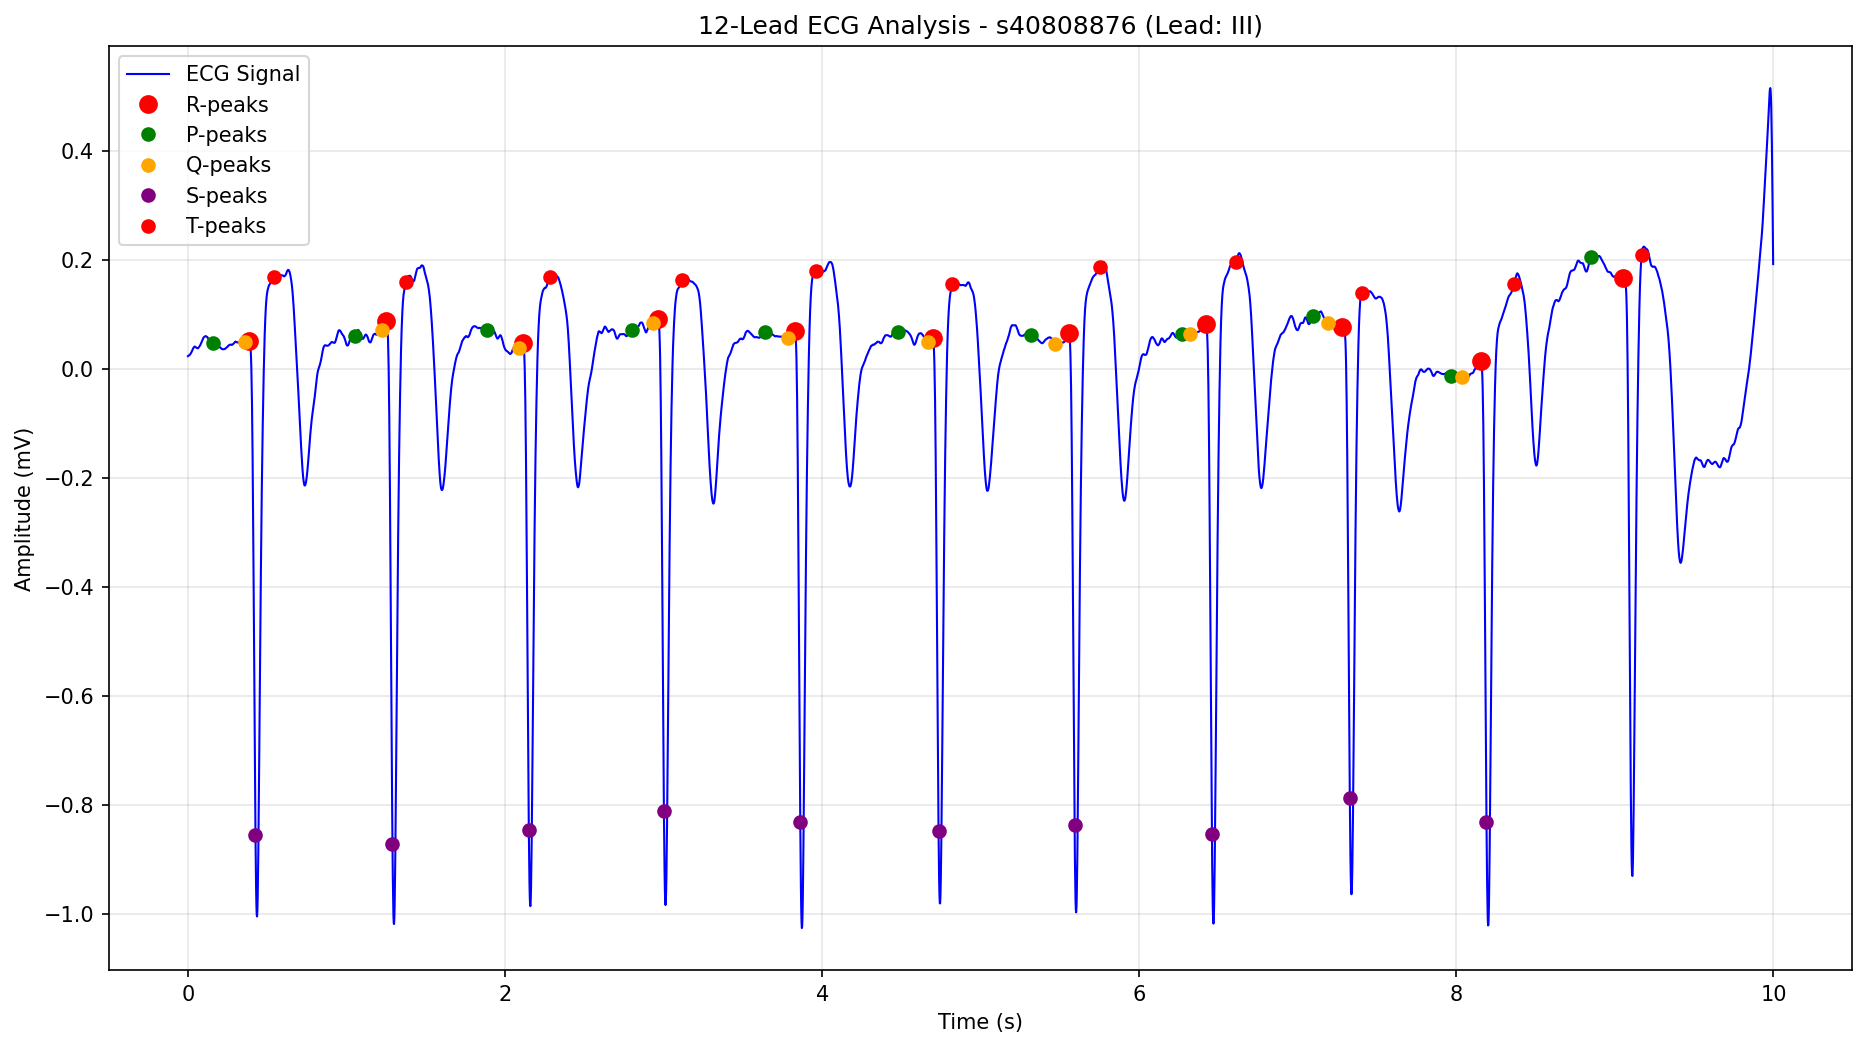 12-Lead ECG Analysis - s40808876 (Lead: III)
ECG Signal
R-peaks
P-peaks
Q-peaks
S-peaks
T-peaks
Amplitude (mV)
0.4
0.2
0.0
−0.2
−0.4
−0.6
−0.8
−1.0
0 2 4 6 8 10
Time (s)